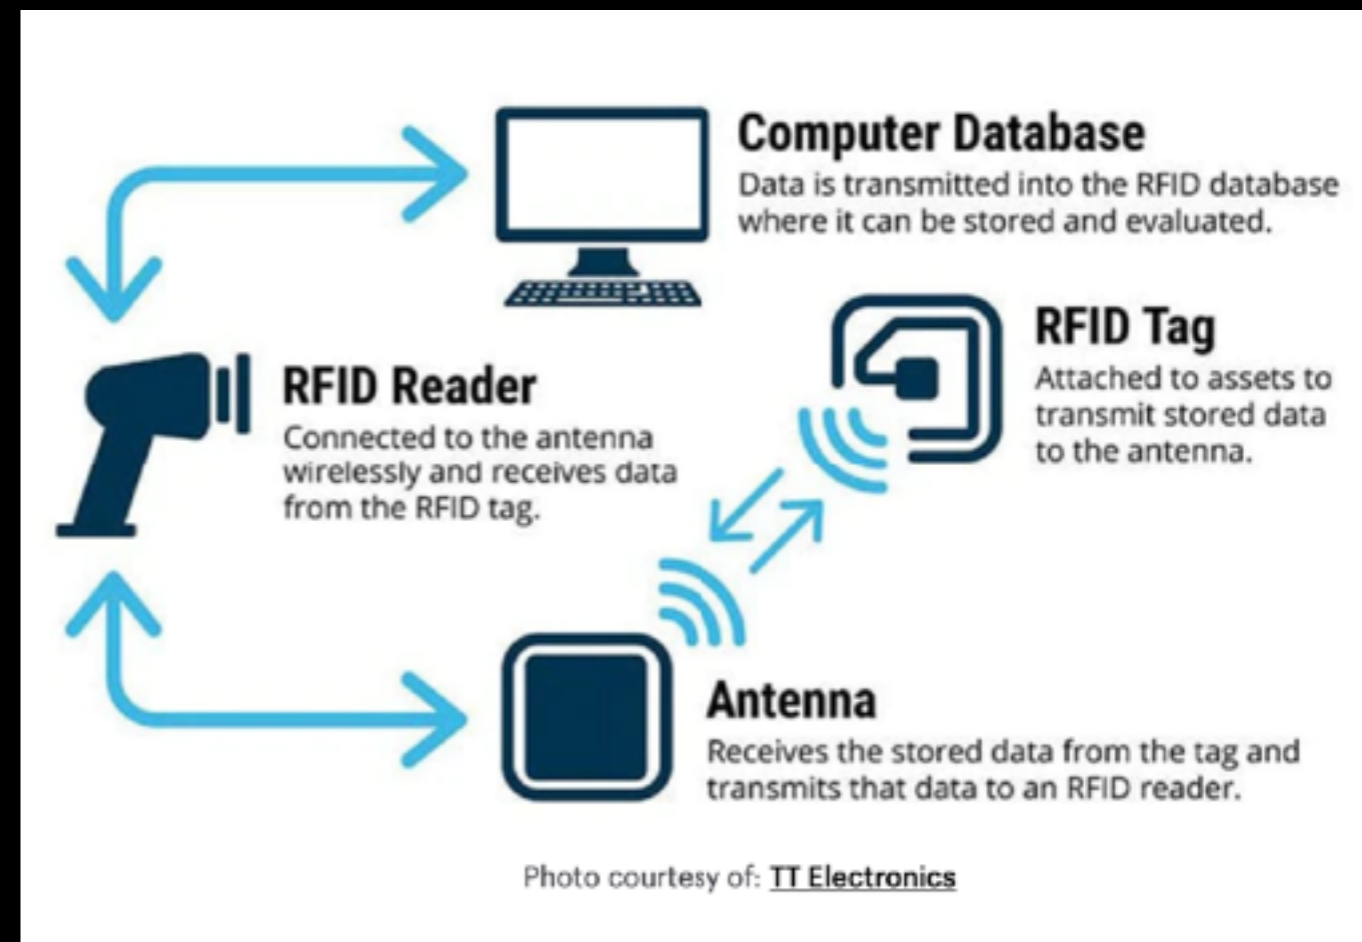 Computer Database
Data is transmitted into the RFID database
where it can be stored and evaluated.
RFID Tag
Attached to assets to
transmit stored data
to the antenna.
RFID Reader
Connected to the antenna
wirelessly and receives data
from the RFID tag.
Antenna
Receives the stored data from the tag and
transmits that data to an RFID reader.
Photo courtesy of: TT Electronics